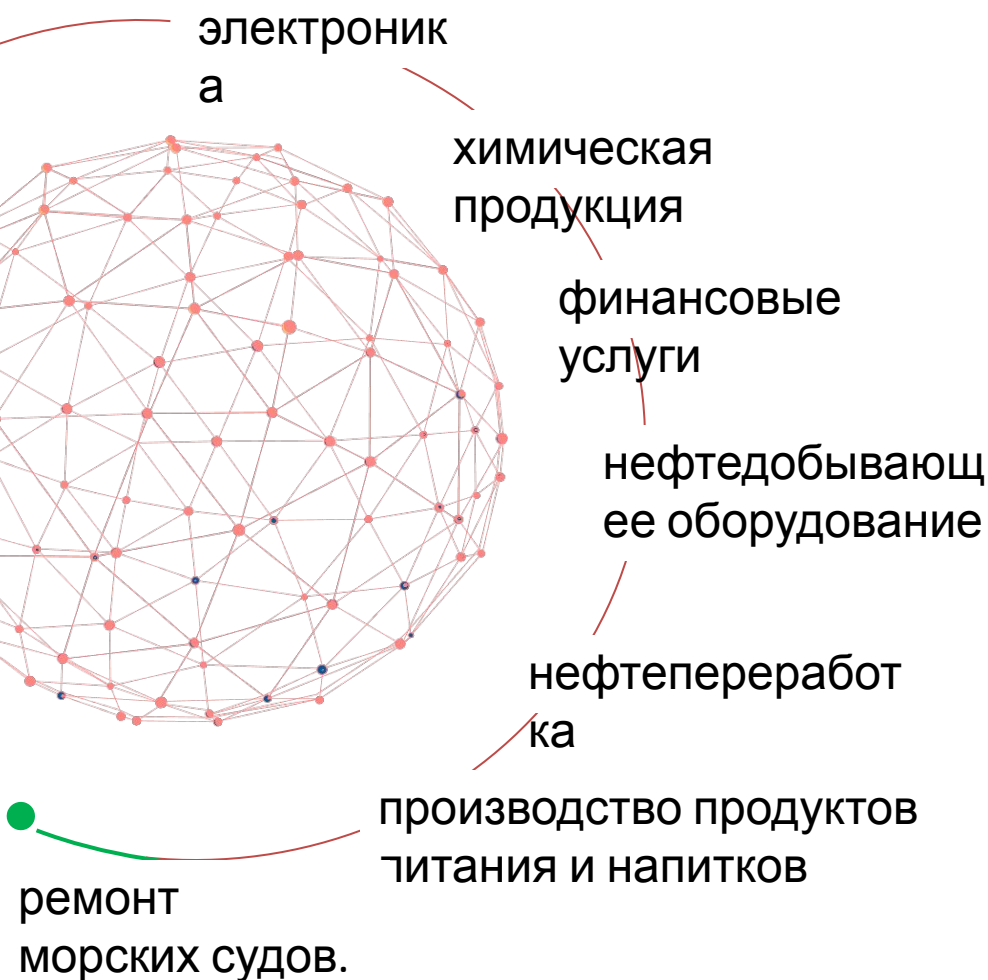 электроник
а
химическая
продукция
финансовые
услуги
нефтедобывающ
ее оборудование
нефтепереработ
ка
производство продуктов
питания и напитков
ремонт
морских судов.